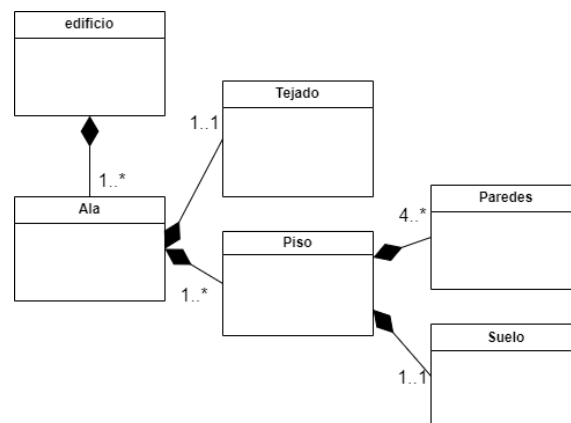 edificio
Tejado
1..1
1..*
Ala
Paredes
4..*
Piso
1..*
Suelo
1..1